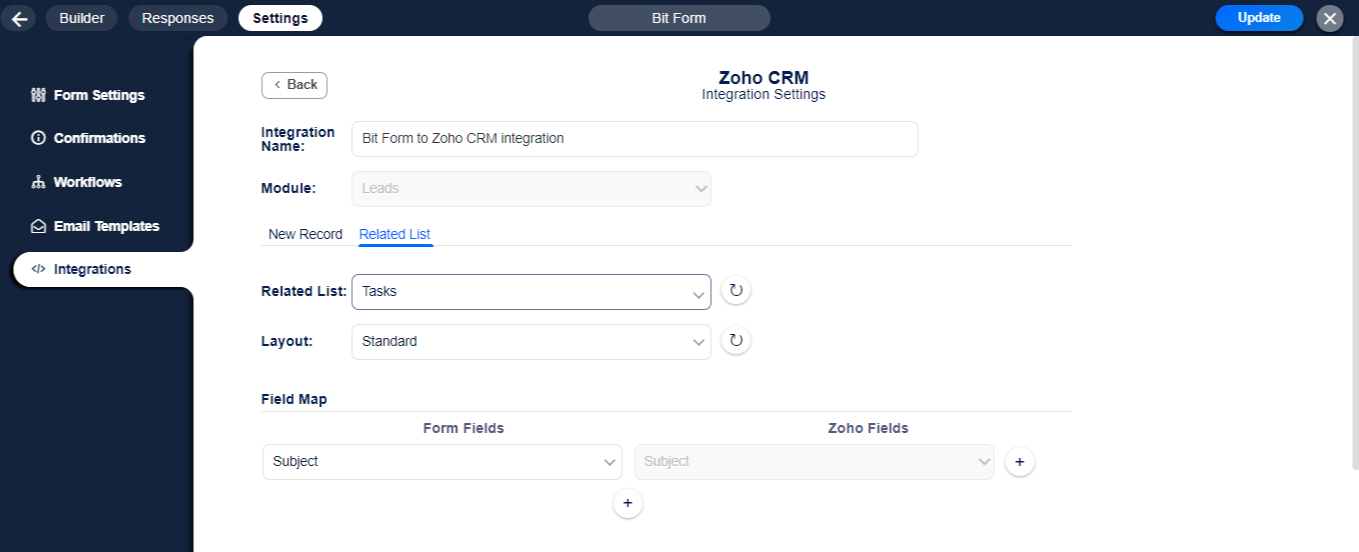 Builder
Responses
Settings
Bit Form
Update
Form Settings
Confirmations
Workflows
Email Templates
Integrations
Back
Zoho CRM
Integration Settings
Integration
Name:
Bit Form to Zoho CRM integration
Module:
Leads
New Record
Related List
Related List:
Tasks
Layout:
Standard
Field Map
Form Fields
Zoho Fields
Subject
Subject